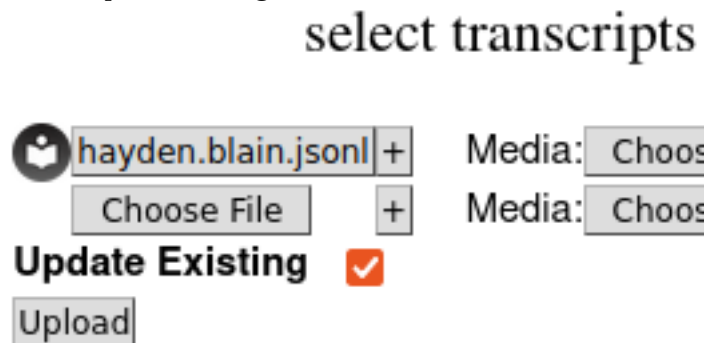 select transcripts
hayden.blain.jsonl + Media: Choos
Choose File + Media: Choos
Update Existing
Upload